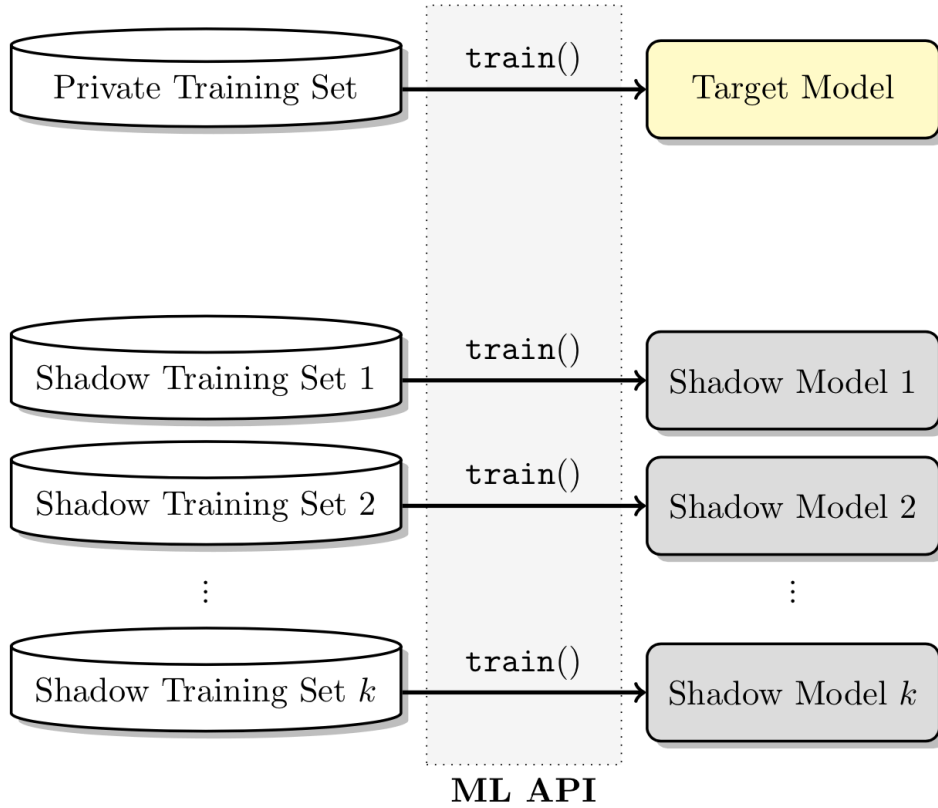 Private Training Set train() Target Model
Shadow Training Set 1 train() Shadow Model 1
Shadow Training Set 2 train() Shadow Model 2
⋮ ⋮
Shadow Training Set k train() Shadow Model k
ML API